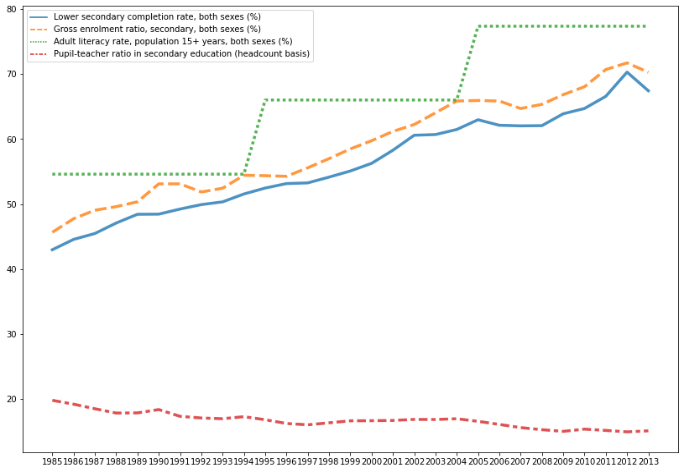 80
70
60
50
40
30
20
Lower secondary completion rate, both sexes (%)
Gross enrolment ratio, secondary, both sexes (%)
Adult literacy rate, population 15+ years, both sexes (%)
Pupil-teacher ratio in secondary education (headcount basis)
1985 1986 1987 1988 1989 1990 1991 1992 1993 1994 1995 1996 1997 1998 1999 2000 2001 2002 2003 2004 2005 2006 2007 2008 2009 2010 2011 2012 2013